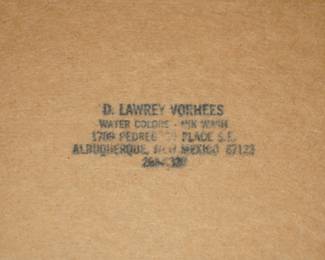 D. LAWREY VORHEES
WATER COLORS - INK WASH
1709 PLACE S.E.
ALBUQUERQUE, NEW MEXICO 87123